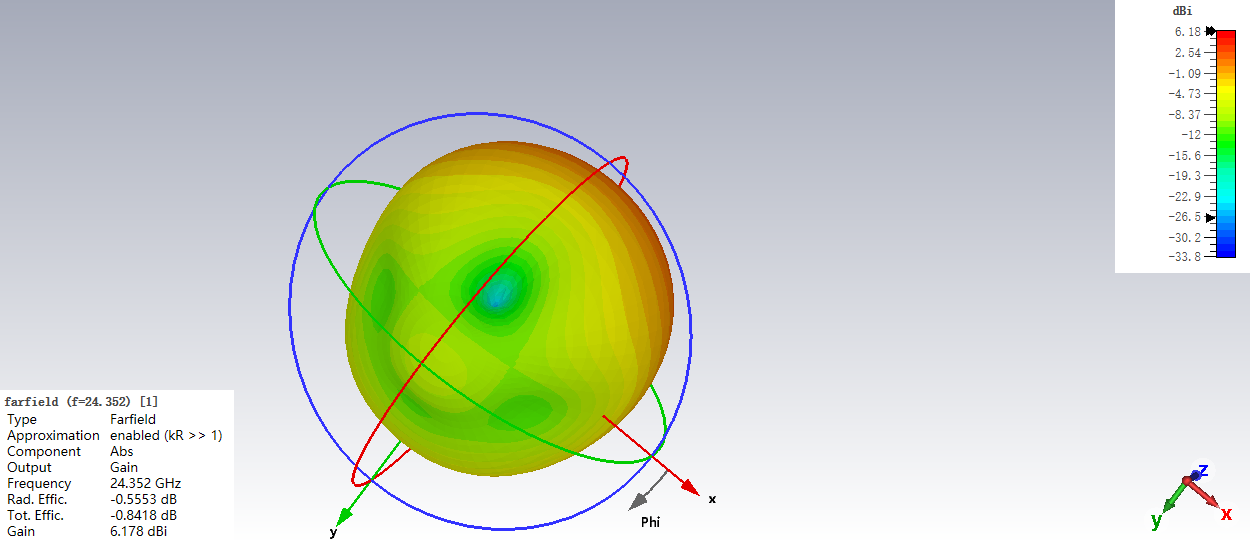 dBi
6.18
2.54
-1.09
-4.73
-8.37
-12
-15.6
-19.3
-22.9
-26.5
-30.2
-33.8
farfield (f=24.352) [1]
Type Farfield
Approximation enabled (kR >> 1)
Component Abs
Output Gain
Frequency 24.352 GHz
Rad. Effic. -0.5553 dB
Tot. Effic. -0.8418 dB
Gain 6.178 dBi
x
Phi
y
z
y
x